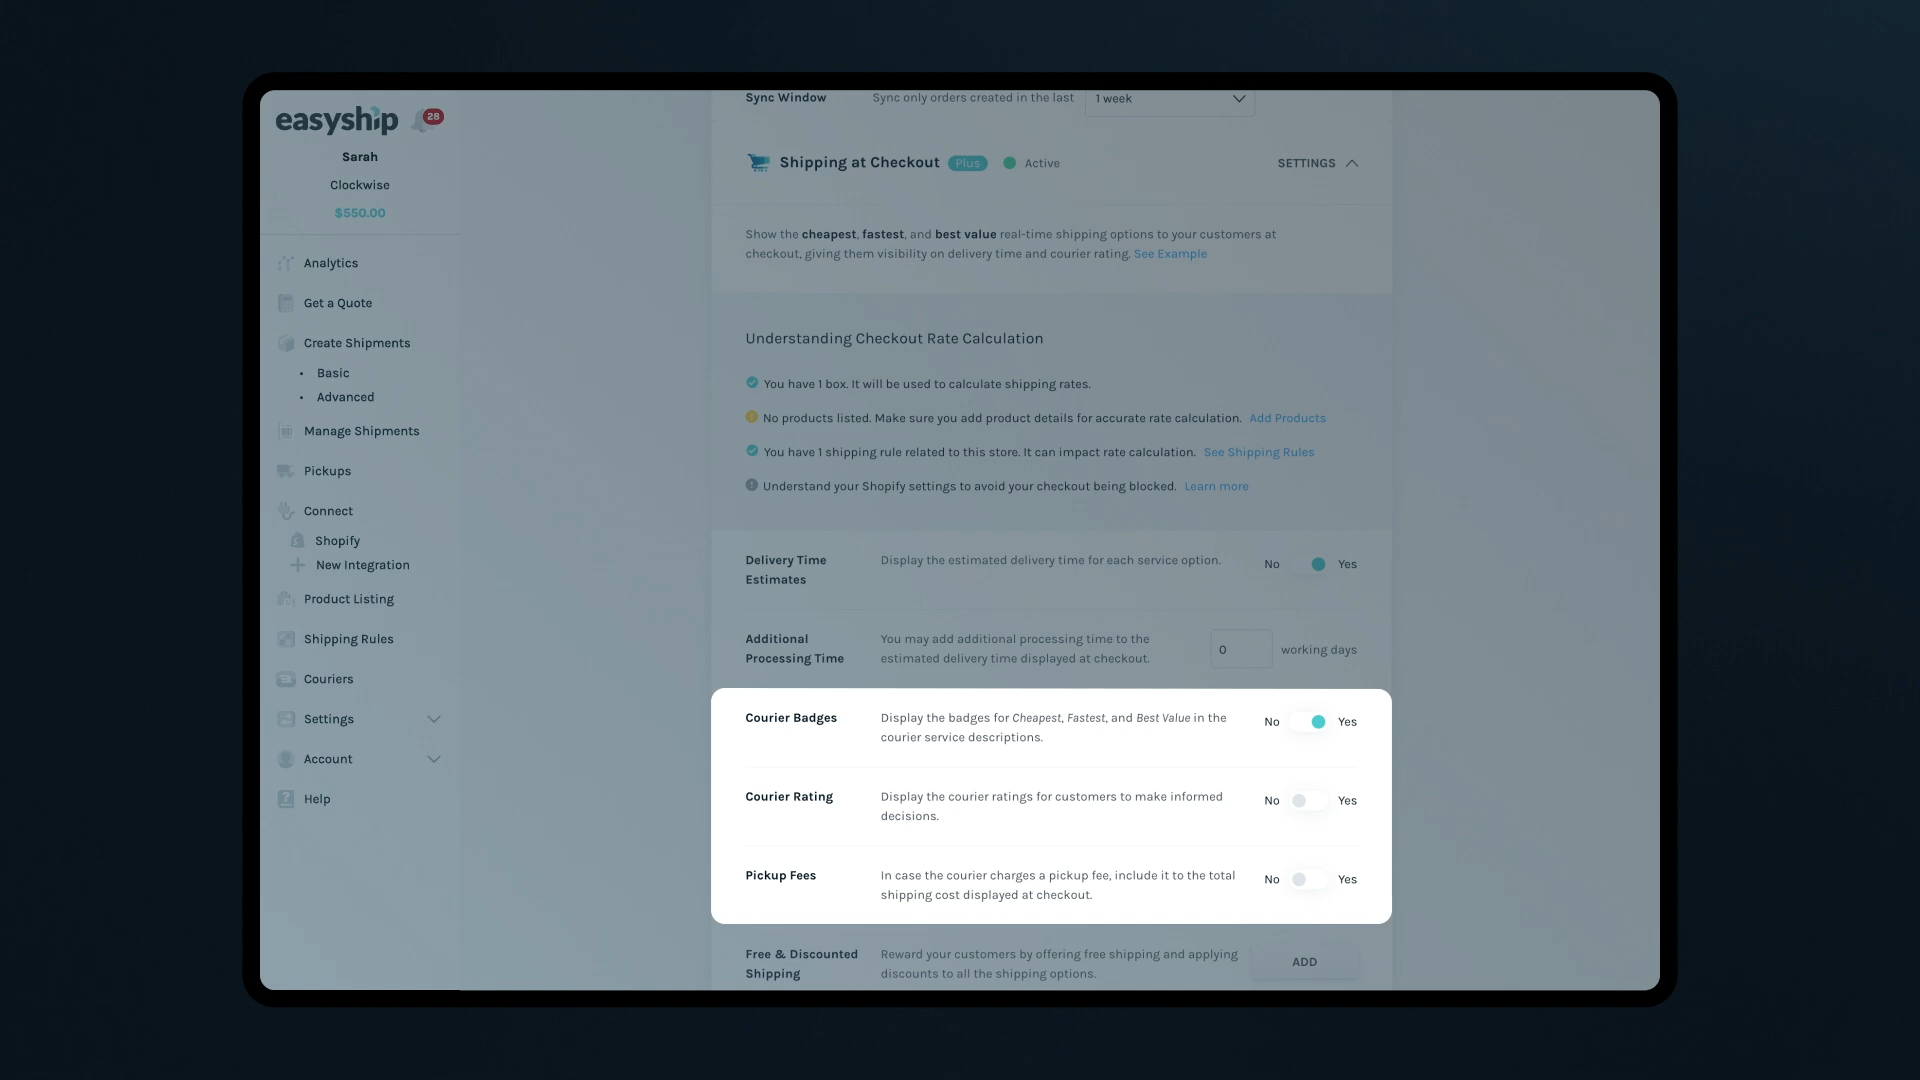 easyship
28
Sarah
Clockwise
$550.00
Analytics
Get a Quote
Create Shipments
• Basic
• Advanced
Manage Shipments
Pickups
Connect
Shopify
New Integration
Product Listing
Shipping Rules
Couriers
Settings
Account
Help
Sync Window Sync only orders created in the last 1 week
Shipping at Checkout Plus Active SETTINGS
Show the cheapest, fastest, and best value real-time shipping options to your customers at
checkout, giving them visibility on delivery time and courier rating. See Example
Understanding Checkout Rate Calculation
You have 1 box. It will be used to calculate shipping rates.
No products listed. Make sure you add product details for accurate rate calculation. Add Products
You have 1 shipping rule related to this store. It can impact rate calculation. See Shipping Rules
Understand your Shopify settings to avoid your checkout being blocked. Learn more
Delivery Time
Estimates
Display the estimated delivery time for each service option.
No Yes
Additional
Processing Time
You may add additional processing time to the
estimated delivery time displayed at checkout.
0 working days
Courier Badges
Display the badges for Cheapest, Fastest, and Best Value in the
courier service descriptions.
No Yes
Courier Rating
Display the courier ratings for customers to make informed
decisions.
No Yes
Pickup Fees
In case the courier charges a pickup fee, include it to the total
shipping cost displayed at checkout.
No Yes
Free & Discounted
Shipping
Reward your customers by offering free shipping and applying
discounts to all the shipping options.
ADD